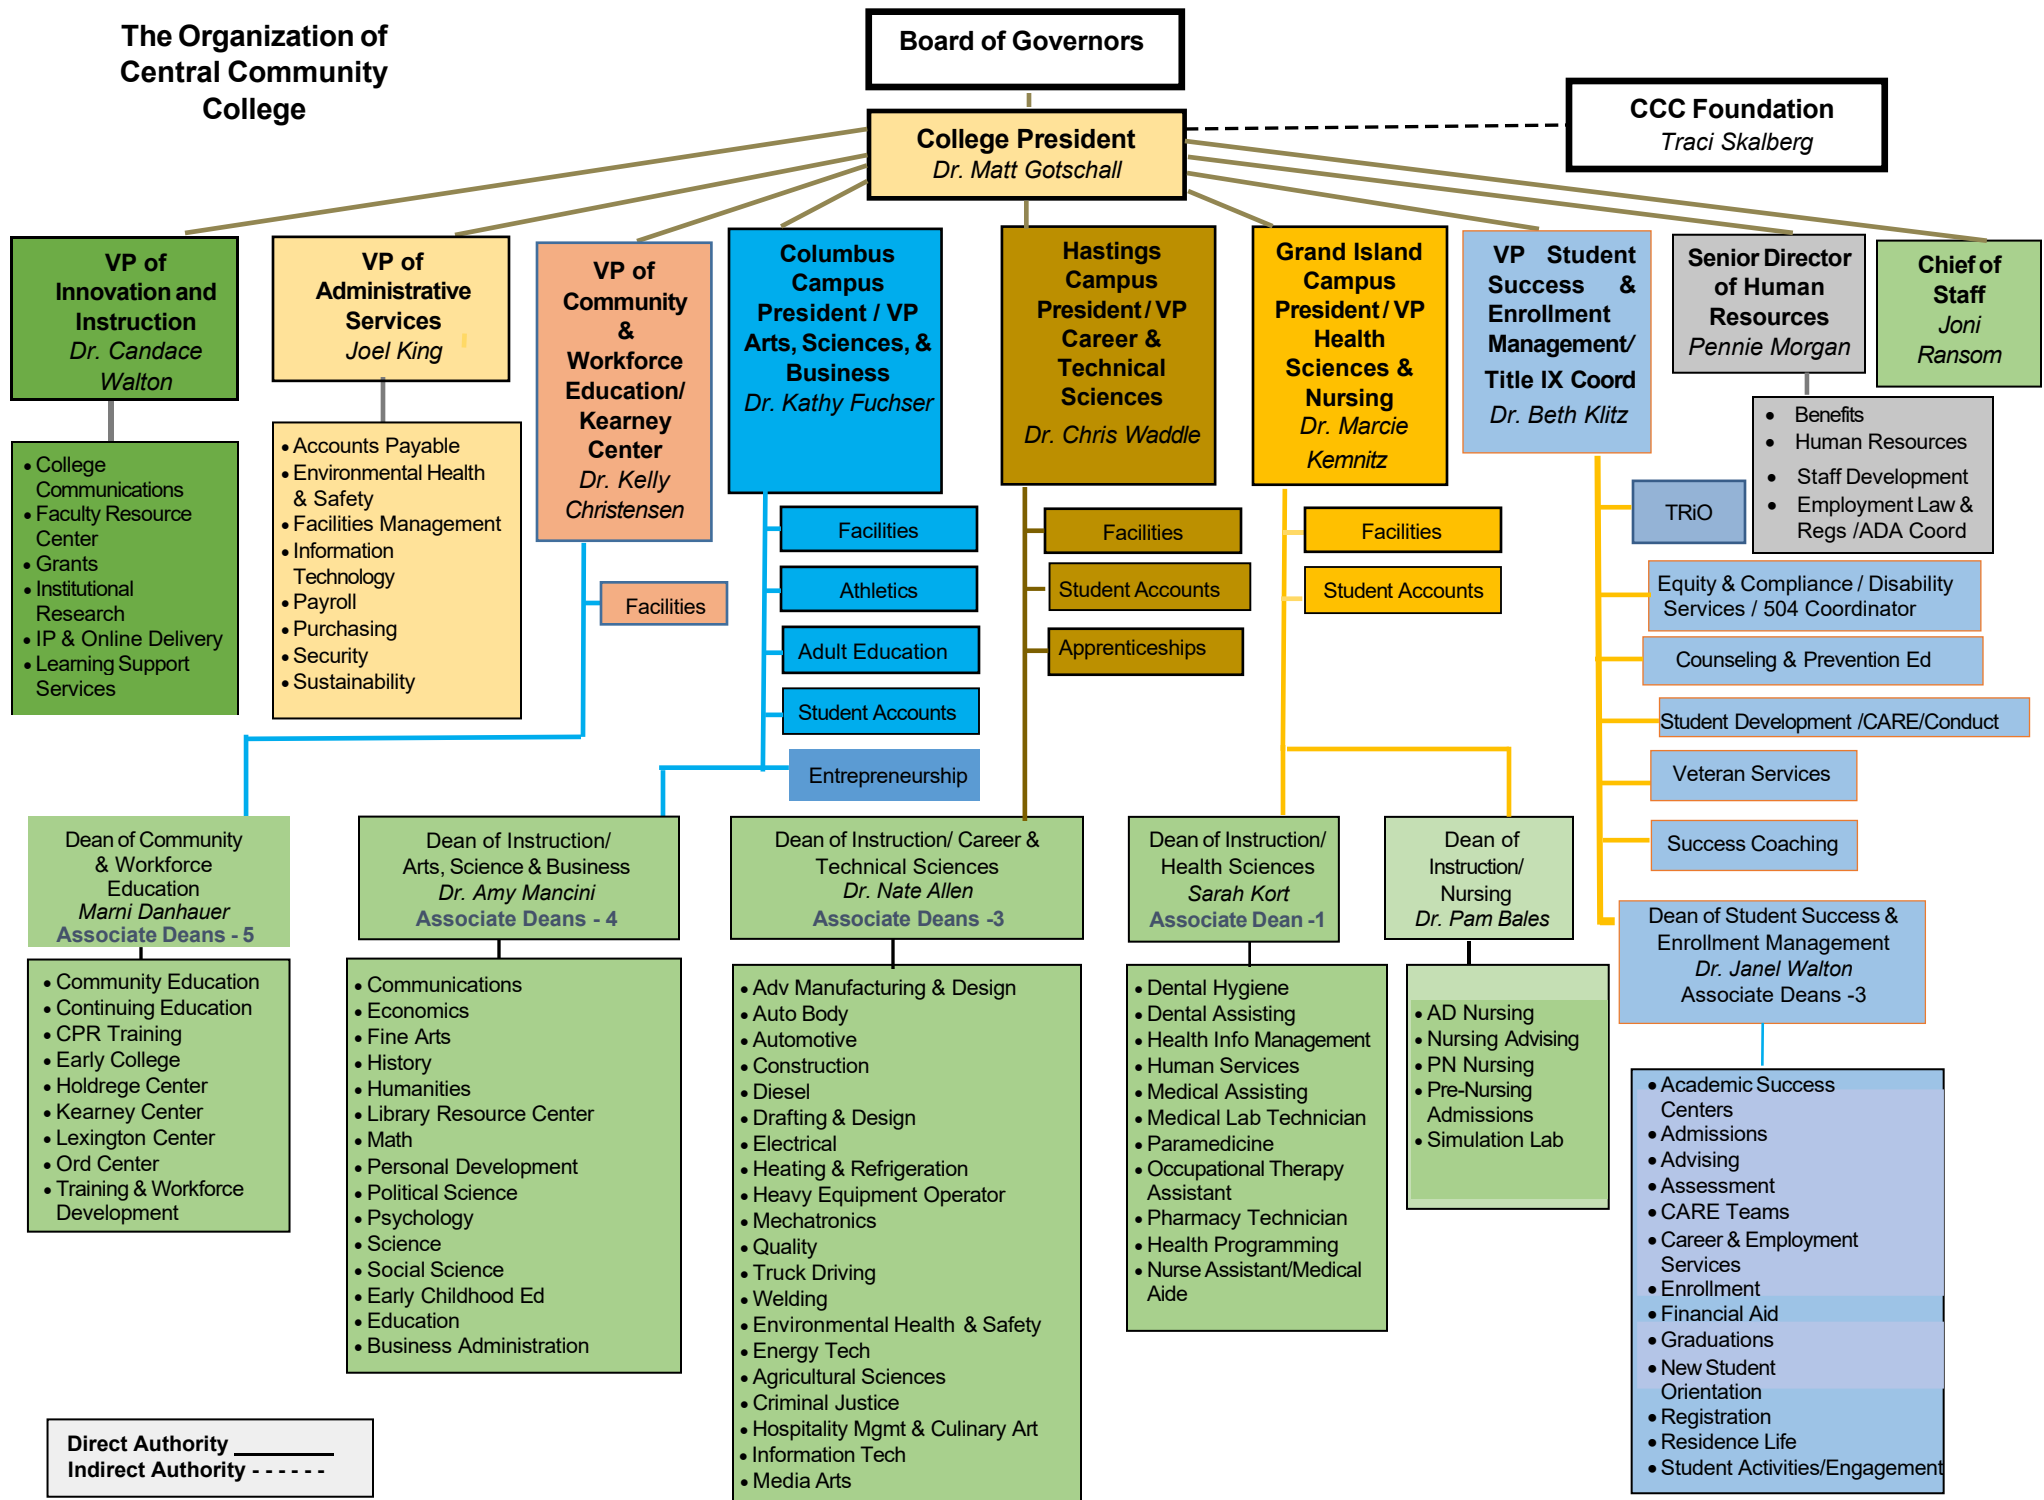 The Organization of
Central Community
College
Board of Governors
College President
Dr. Matt Gotschall
CCC Foundation
Traci Skalberg
VP of
Innovation and
Instruction
Dr. Candace
Walton
• College
Communications
• Faculty Resource
Center
• Grants
• Institutional
Research
• IP & Online Delivery
• Learning Support
Services
VP of
Administrative
Services
Joel King
• Accounts Payable
• Environmental Health
& Safety
• Facilities Management
• Information
Technology
• Payroll
• Purchasing
• Security
• Sustainability
VP of
Community
&
Workforce
Education/
Kearney
Center
Dr. Kelly
Christensen
Facilities
Columbus
Campus
President / VP
Arts, Sciences, &
Business
Dr. Kathy Fuchser
Facilities
Athletics
Adult Education
Student Accounts
Entrepreneurship
Hastings
Campus
President / VP
Career &
Technical
Sciences
Dr. Chris Waddle
Facilities
Student Accounts
Apprenticeships
Grand Island
Campus
President / VP
Health
Sciences &
Nursing
Dr. Marcie
Kemnitz
Facilities
Student Accounts
VP Student
Success &
Enrollment
Management/
Title IX Coord
Dr. Beth Klitz
TRiO
Equity & Compliance / Disability
Services / 504 Coordinator
Counseling & Prevention Ed
Student Development /CARE/Conduct
Veteran Services
Success Coaching
Senior Director
of Human
Resources
Pennie Morgan
• Benefits
• Human Resources
• Staff Development
• Employment Law &
Regs /ADA Coord
Chief of
Staff
Joni
Ransom
Dean of Community
& Workforce
Education
Marni Danhauer
Associate Deans - 5
• Community Education
• Continuing Education
• CPR Training
• Early College
• Holdrege Center
• Kearney Center
• Lexington Center
• Ord Center
• Training & Workforce
Development
Dean of Instruction/
Arts, Science & Business
Dr. Amy Mancini
Associate Deans - 4
• Communications
• Economics
• Fine Arts
• History
• Humanities
• Library Resource Center
• Math
• Personal Development
• Political Science
• Psychology
• Science
• Social Science
• Early Childhood Ed
• Education
• Business Administration
Dean of Instruction/ Career &
Technical Sciences
Dr. Nate Allen
Associate Deans -3
• Adv Manufacturing & Design
• Auto Body
• Automotive
• Construction
• Diesel
• Drafting & Design
• Electrical
• Heating & Refrigeration
• Heavy Equipment Operator
• Mechatronics
• Quality
• Truck Driving
• Welding
• Environmental Health & Safety
• Energy Tech
• Agricultural Sciences
• Criminal Justice
• Hospitality Mgmt & Culinary Art
• Information Tech
• Media Arts
Dean of Instruction/
Health Sciences
Sarah Kort
Associate Dean -1
• Dental Hygiene
• Dental Assisting
• Health Info Management
• Human Services
• Medical Assisting
• Medical Lab Technician
• Paramedicine
• Occupational Therapy
Assistant
• Pharmacy Technician
• Health Programming
• Nurse Assistant/Medical
Aide
Dean of
Instruction/
Nursing
Dr. Pam Bales
• AD Nursing
• Nursing Advising
• PN Nursing
• Pre-Nursing
Admissions
• Simulation Lab
Dean of Student Success &
Enrollment Management
Dr. Janel Walton
Associate Deans -3
• Academic Success
Centers
• Admissions
• Advising
• Assessment
• CARE Teams
• Career & Employment
Services
• Enrollment
• Financial Aid
• Graduations
• New Student
Orientation
• Registration
• Residence Life
• Student Activities/Engagement
Direct Authority ________
Indirect Authority - - - - - -